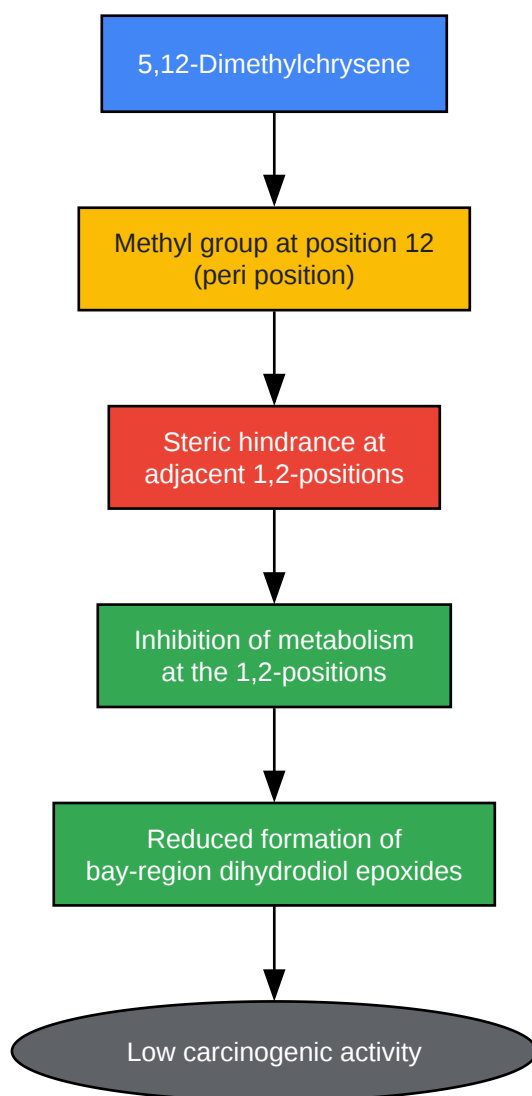 5,12-Dimethylchrysene
Methyl group at position 12
(peri position)
Steric hindrance at
adjacent 1,2-positions
Inhibition of metabolism
at the 1,2-positions
Reduced formation of
bay-region dihydrodiol epoxides
Low carcinogenic activity